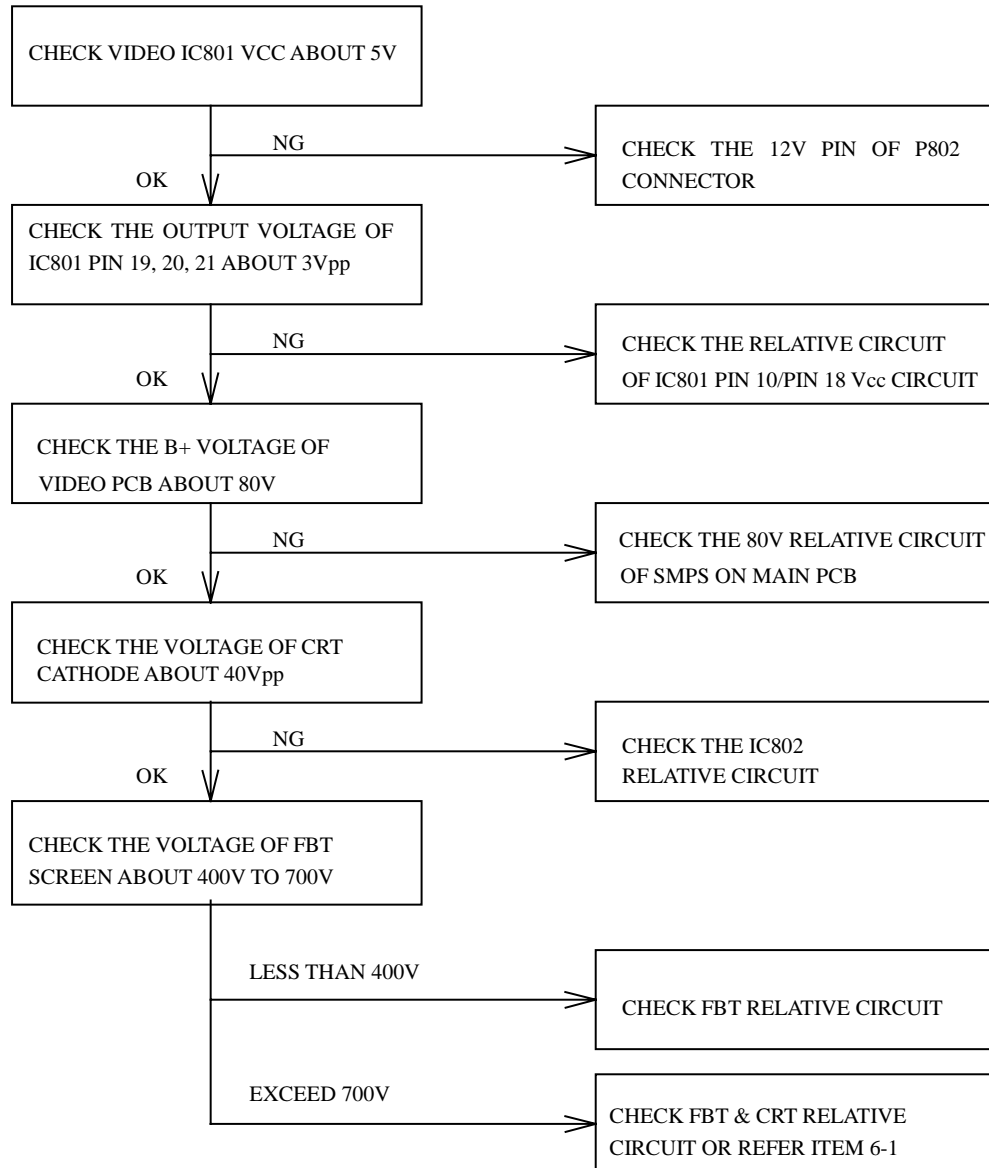 CHECK VIDEO IC801 VCC ABOUT 5V
NG
CHECK THE 12V PIN OF P802
CONNECTOR
OK
CHECK THE OUTPUT VOLTAGE OF
IC801 PIN 19, 20, 21 ABOUT 3Vpp
NG
CHECK THE RELATIVE CIRCUIT
OF IC801 PIN 10/PIN 18 Vcc CIRCUIT
OK
CHECK THE B+ VOLTAGE OF
VIDEO PCB ABOUT 80V
NG
CHECK THE 80V RELATIVE CIRCUIT
OF SMPS ON MAIN PCB
OK
CHECK THE VOLTAGE OF CRT
CATHODE ABOUT 40Vpp
NG
CHECK THE IC802
RELATIVE CIRCUIT
OK
CHECK THE VOLTAGE OF FBT
SCREEN ABOUT 400V TO 700V
LESS THAN 400V
CHECK FBT RELATIVE CIRCUIT
EXCEED 700V
CHECK FBT & CRT RELATIVE
CIRCUIT OR REFER ITEM 6-1